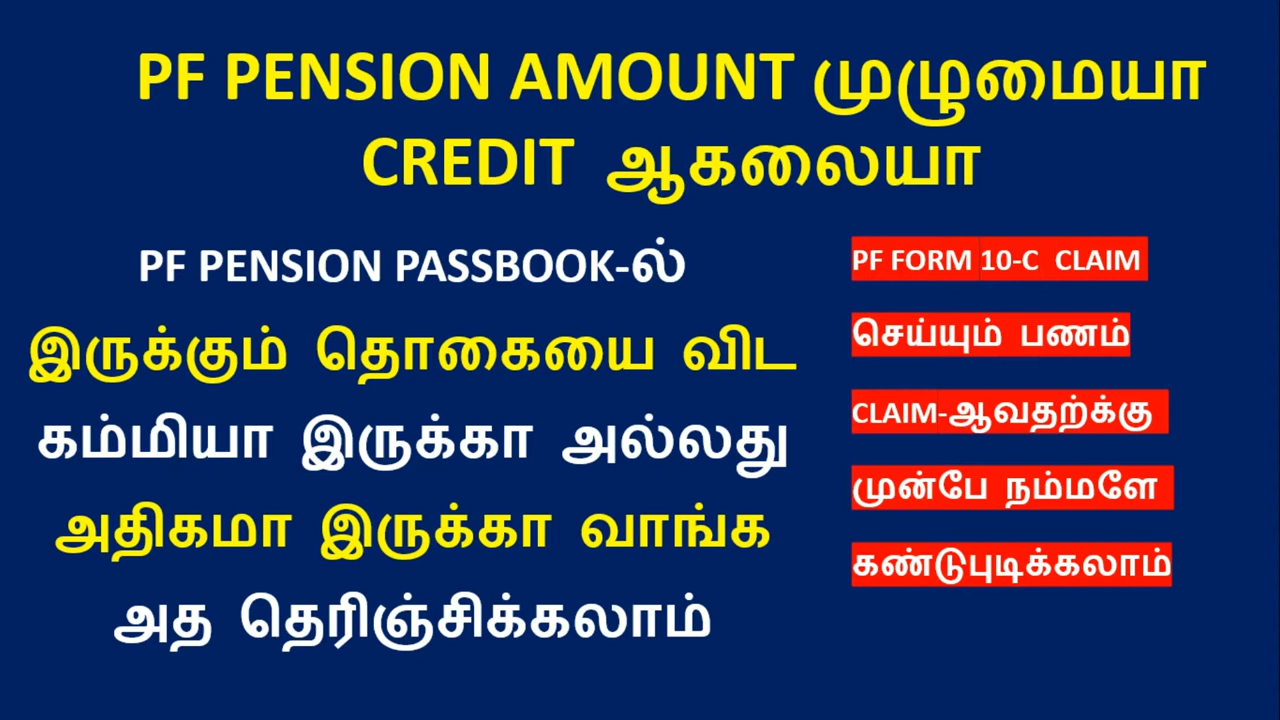 PF PENSION AMOUNT முழுமையா
CREDIT ஆகலையா
PF PENSION PASSBOOK-ல்
இருக்கும் தொகையை விட
கம்மியா இருக்கா அல்லது
அதிகமா இருக்கா வாங்க
அத தெரிஞ்சிக்கலாம்
PF FORM 10-C CLAIM
செய்யும் பணம்
CLAIM-ஆவதற்க்கு
முன்பே நம்மளே
கண்டுபுடிக்கலாம்